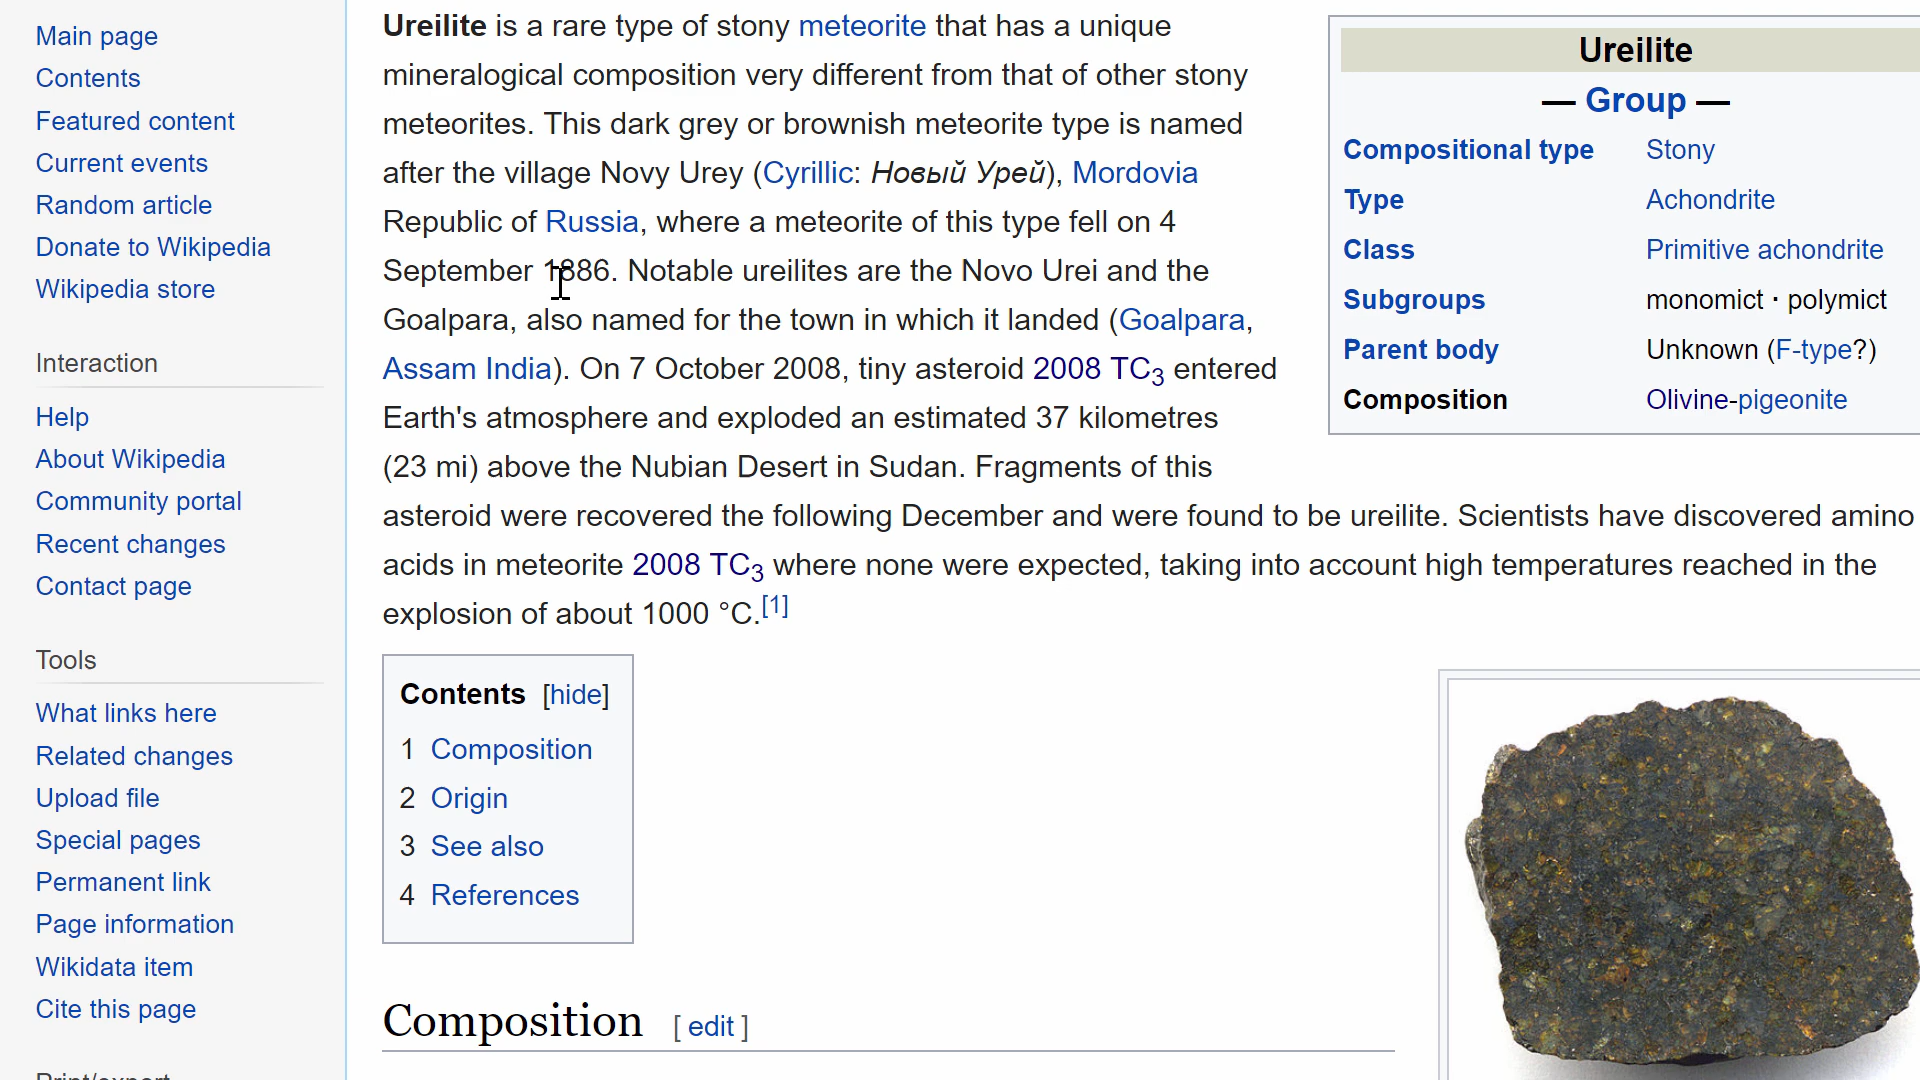 Main page
Contents
Featured content
Current events
Random article
Donate to Wikipedia
Wikipedia store
Interaction
Help
About Wikipedia
Community portal
Recent changes
Contact page
Tools
What links here
Related changes
Upload file
Special pages
Permanent link
Page information
Wikidata item
Cite this page
Print/export
Ureilite is a rare type of stony meteorite that has a unique
mineralogical composition very different from that of other stony
meteorites. This dark grey or brownish meteorite type is named
after the village Novy Urey (Cyrillic: Новый Урей), Mordovia
Republic of Russia, where a meteorite of this type fell on 4
September 1886. Notable ureilites are the Novo Urei and the
Goalpara, also named for the town in which it landed (Goalpara,
Assam India). On 7 October 2008, tiny asteroid 2008 TC3 entered
Earth's atmosphere and exploded an estimated 37 kilometres
(23 mi) above the Nubian Desert in Sudan. Fragments of this
asteroid were recovered the following December and were found to be ureilite. Scientists have discovered amino
acids in meteorite 2008 TC3 where none were expected, taking into account high temperatures reached in the
explosion of about 1000 °C.[1]
Ureilite
— Group —
Compositional type Stony
Type Achondrite
Class Primitive achondrite
Subgroups monomict · polymict
Parent body Unknown (F-type?)
Composition Olivine-pigeonite
Contents [hide]
1 Composition
2 Origin
3 See also
4 References
Composition [ edit ]